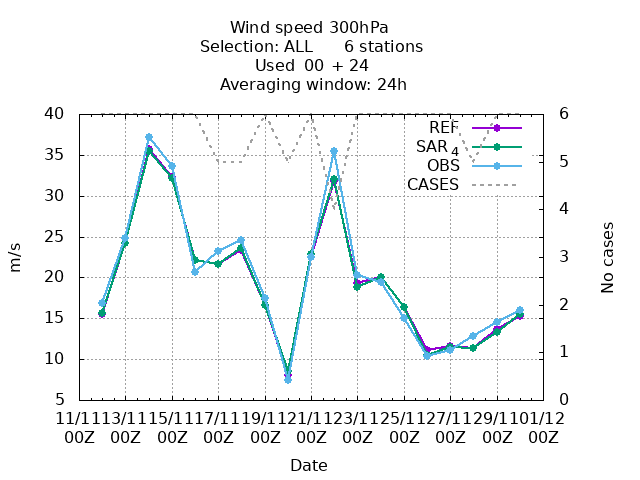 Wind speed 300hPa
Selection: ALL 6 stations
Used 00 + 24
Averaging window: 24h
40 6
REF
SAR 4
OBS
CASES
35 5
30 4
25
3
20
2
15
10 1
5 0
m/s
No cases
11/11 13/11 15/11 17/11 19/11 21/11 23/11 25/11 27/11 29/11 01/12
00Z 00Z 00Z 00Z 00Z 00Z 00Z 00Z 00Z 00Z 00Z
Date